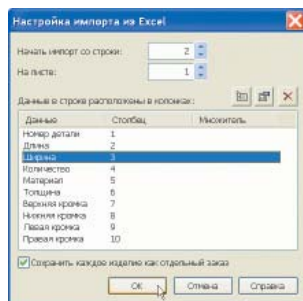 Настройка импорта из Excel
Начать импорт со строки: 2
На листе: 1
Данные в строке расположены в колонках:
Данные Столбец Множитель
Номер детали 1
Длина 2
Ширина 3
Количество 4
Материал 5
Толщина 6
Верхняя кромка 7
Нижняя кромка 8
Левая кромка 9
Правая кромка 10
Сохранить каждое изделие как отдельный заказ
OK Отмена Справка